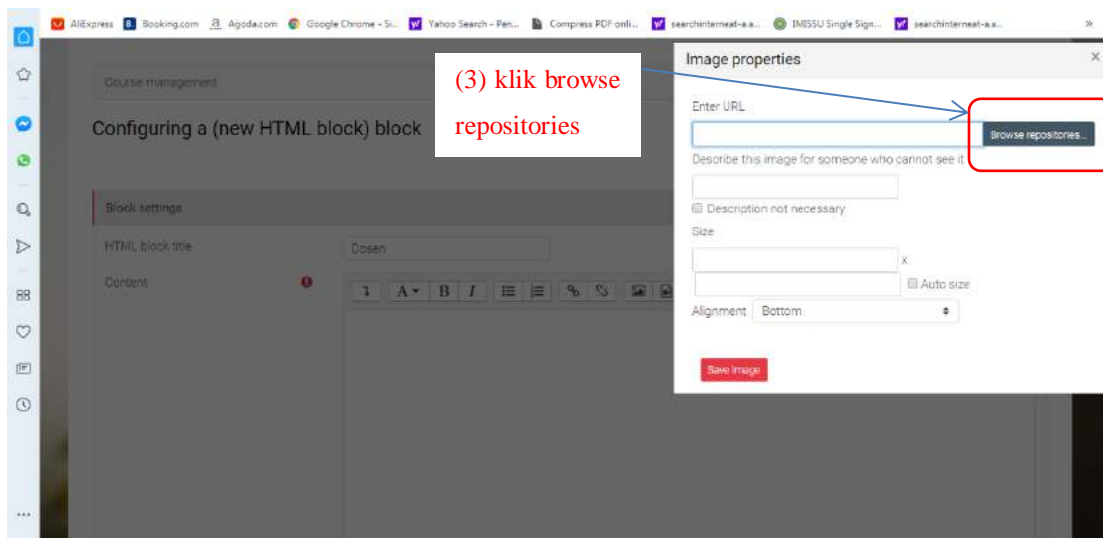 AliExpress Booking.com Agoda.com Google Chrome - Si... Yahoo Search - Pen... Compress PDF onli... searchinterneat-a.a... IMISSU Single Sign... searchinterneat-a.a... »
Course management
(3) klik browse
repositories
Configuring a (new HTML block) block
Block settings
HTML block title Dosen
Content
A B I
Image properties ×
Enter URL
Browse repositories...
Describe this image for someone who cannot see it
Description not necessary
Size
x
Auto size
Alignment Bottom
Save image